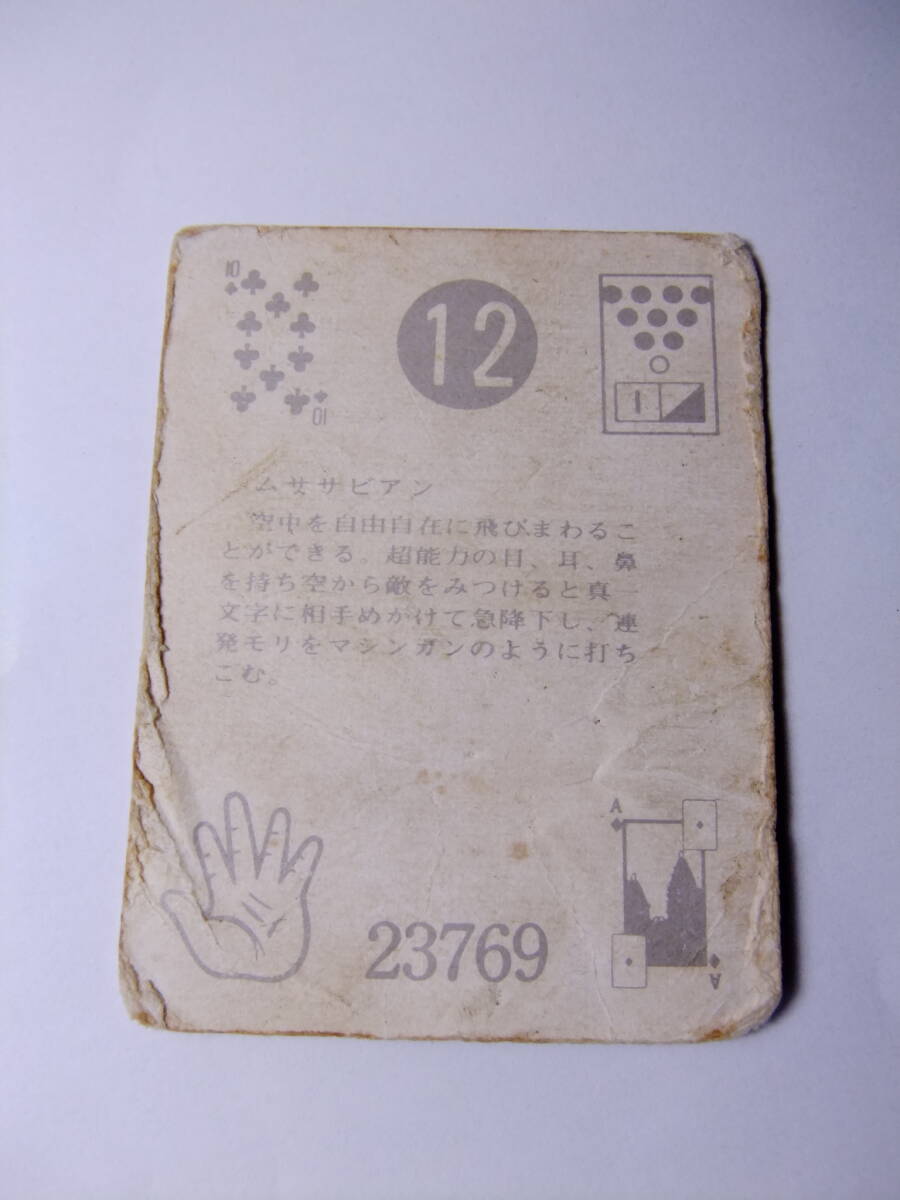 10
12
10
1
ムササビアン
空中を自由自在に飛びまわるこ
とができる。超能力の目、耳、鼻
を持ち空から敵をみつけると真一
文字に相手めがけて急降下し、連
発モリをマシンガンのように打ち
こむ。
A
23769
A